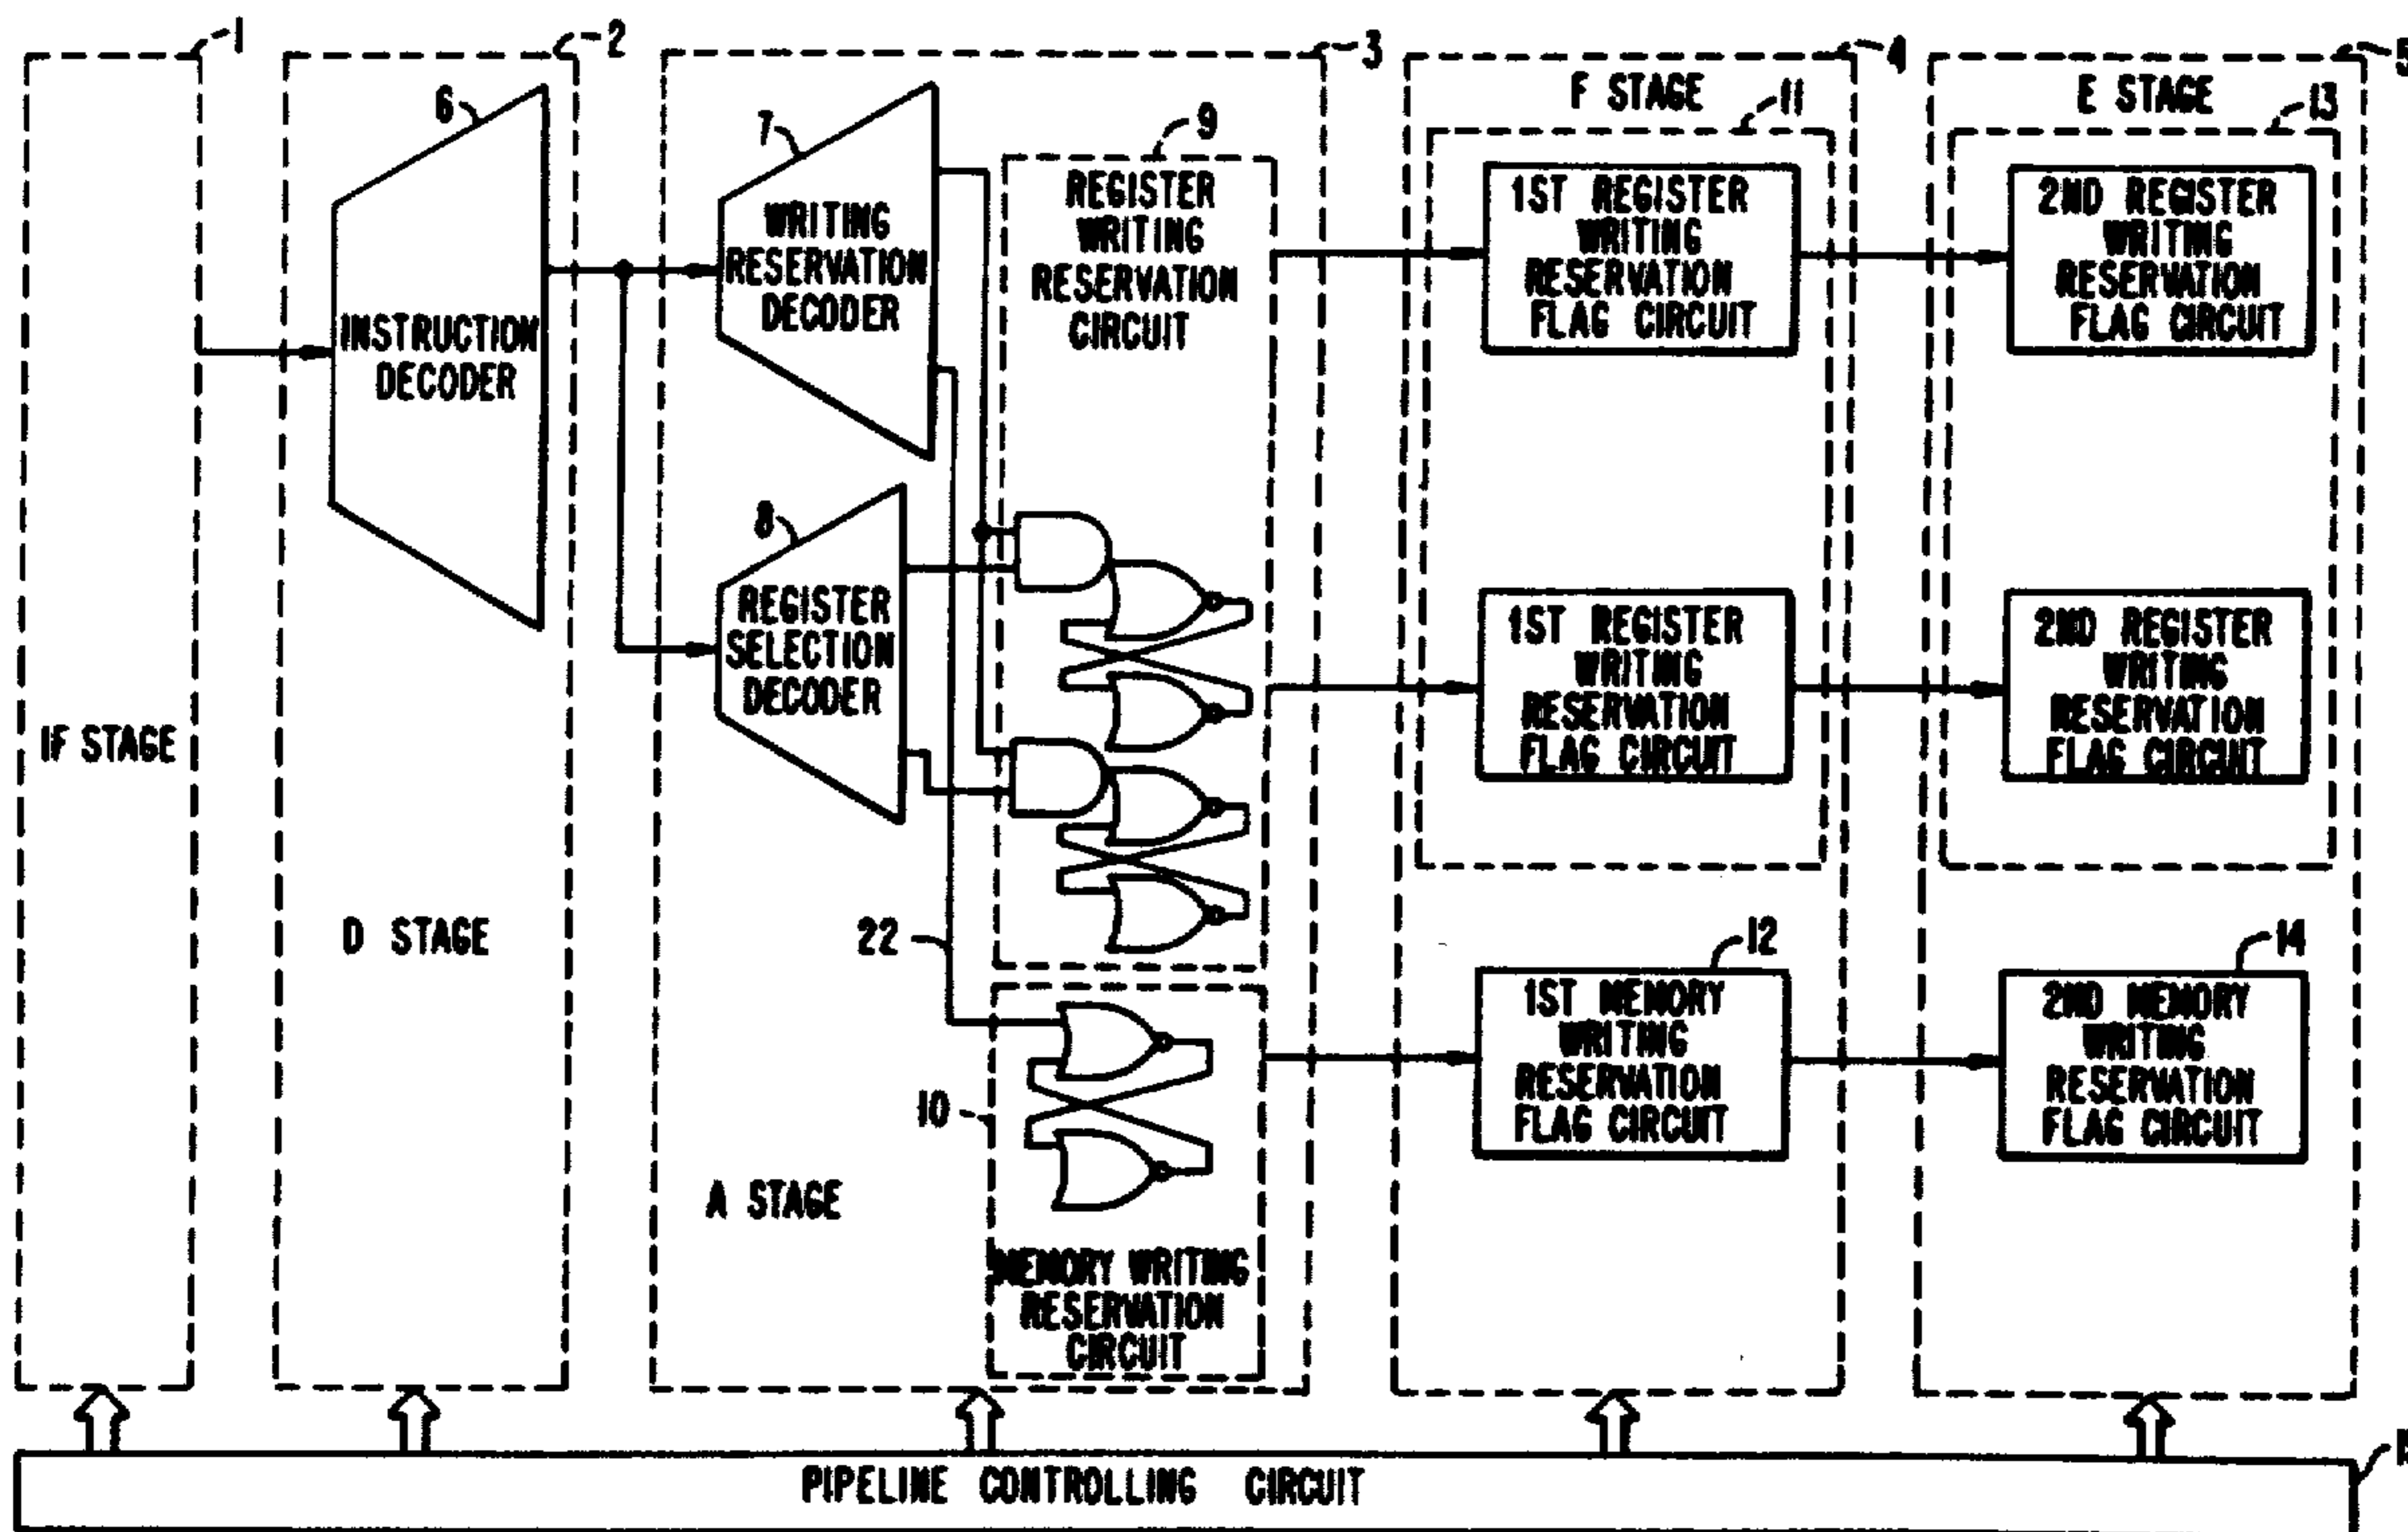 1
2
3
4
5
F STAGE
E STAGE
6
7
9
11
13
WRITING
RESERVATION
DECODER
REGISTER
WRITING
RESERVATION
CIRCUIT
1ST REGISTER
WRITING
RESERVATION
FLAG CIRCUIT
2ND REGISTER
WRITING
RESERVATION
FLAG CIRCUIT
INSTRUCTION
DECODER
8
REGISTER
SELECTION
DECODER
1ST REGISTER
WRITING
RESERVATION
FLAG CIRCUIT
2ND REGISTER
WRITING
RESERVATION
FLAG CIRCUIT
IF STAGE
D STAGE
22
12
14
1ST MEMORY
WRITING
RESERVATION
FLAG CIRCUIT
2ND MEMORY
WRITING
RESERVATION
FLAG CIRCUIT
10
A STAGE
MEMORY WRITING
RESERVATION
CIRCUIT
PIPELINE CONTROLLING CIRCUIT